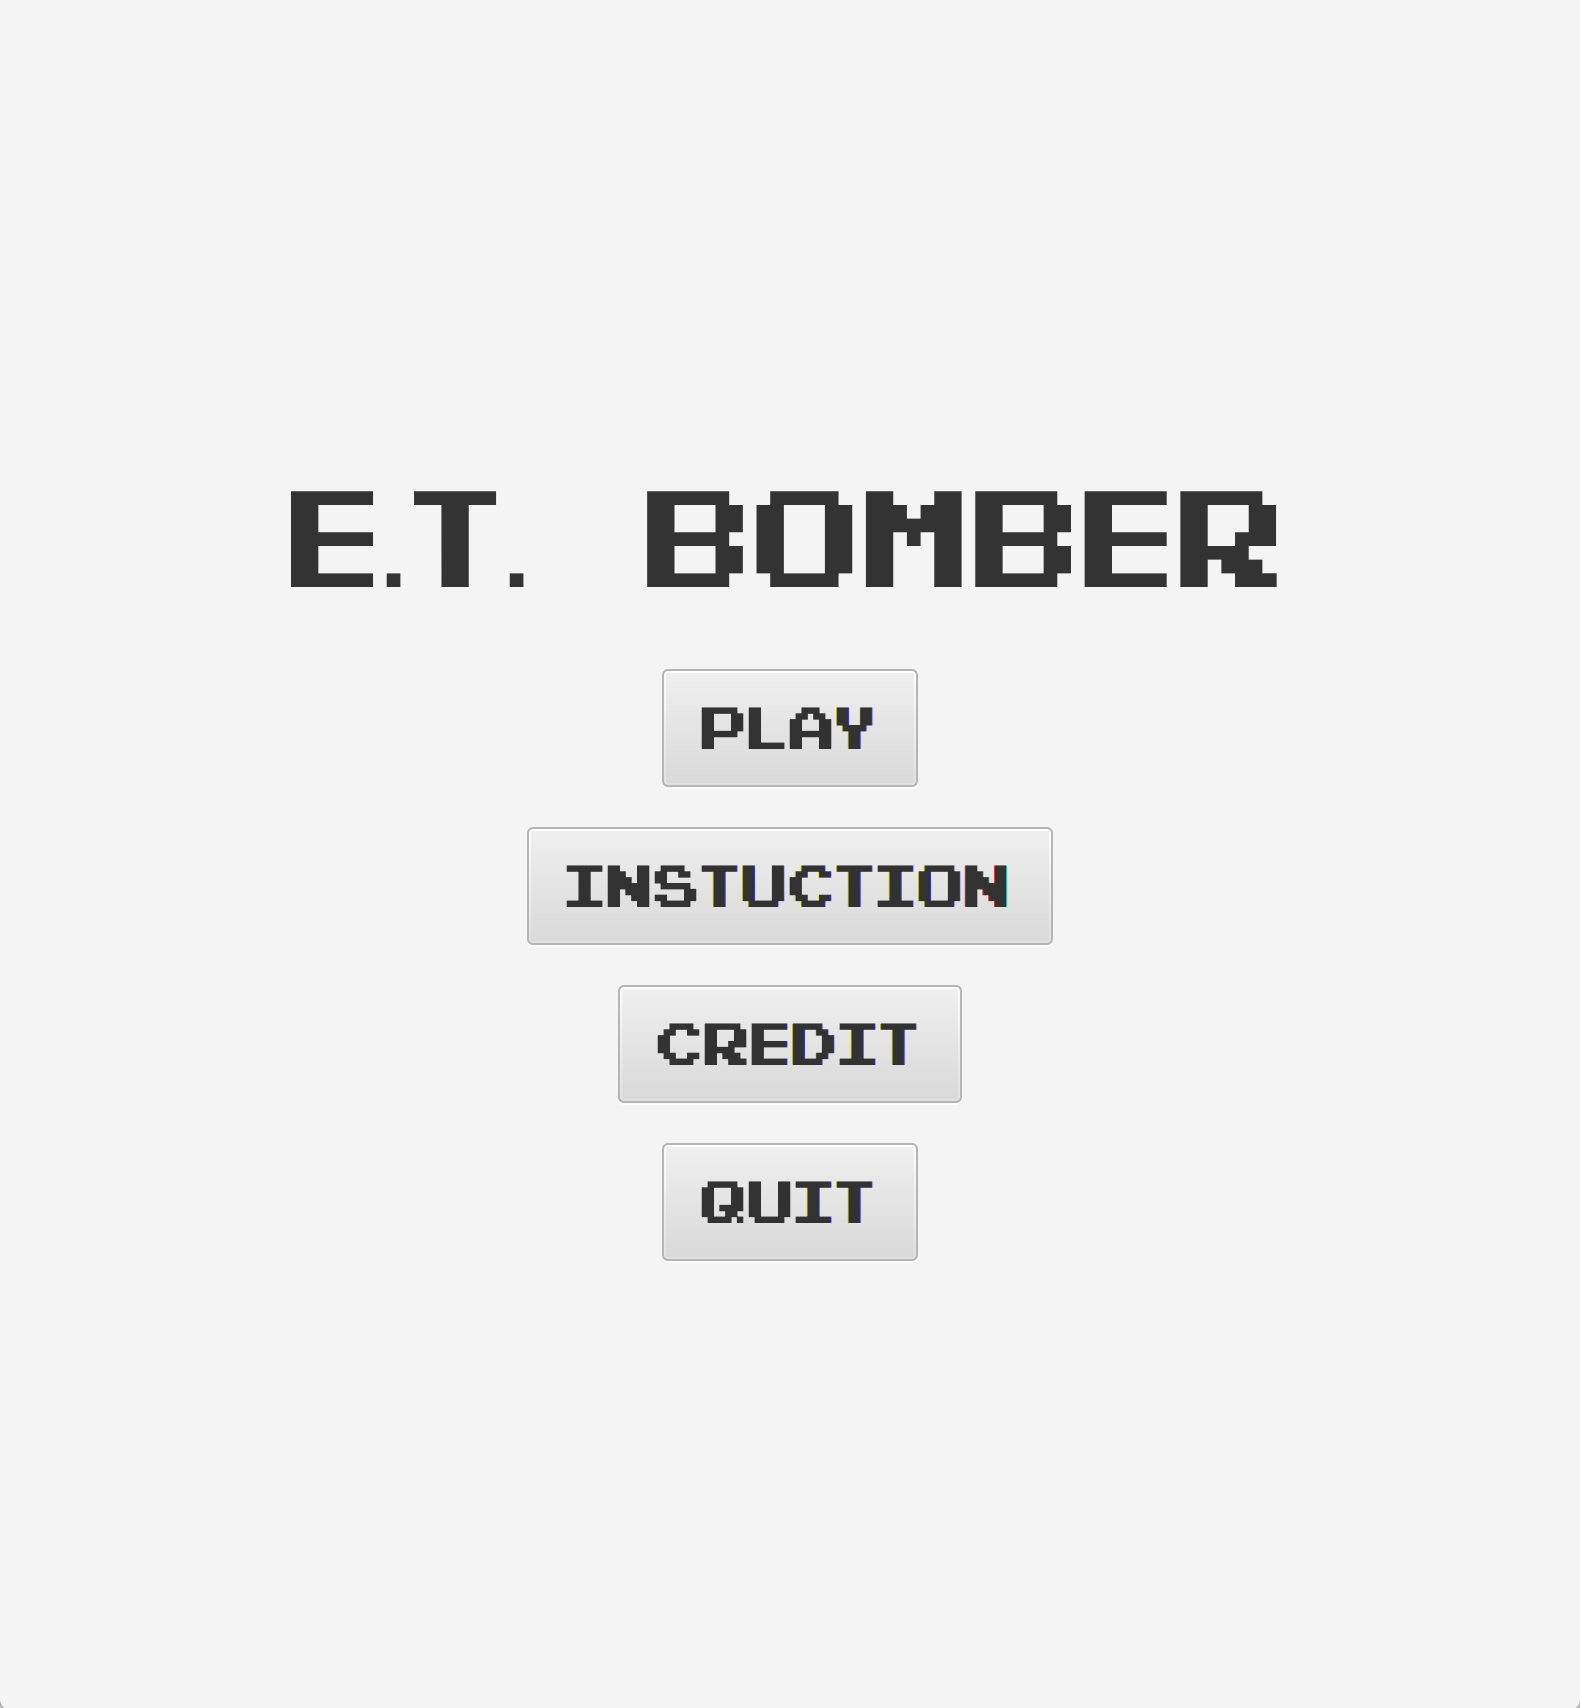 E.T. BOMBER
PLAY
INSTUCTION
CREDIT
QUIT